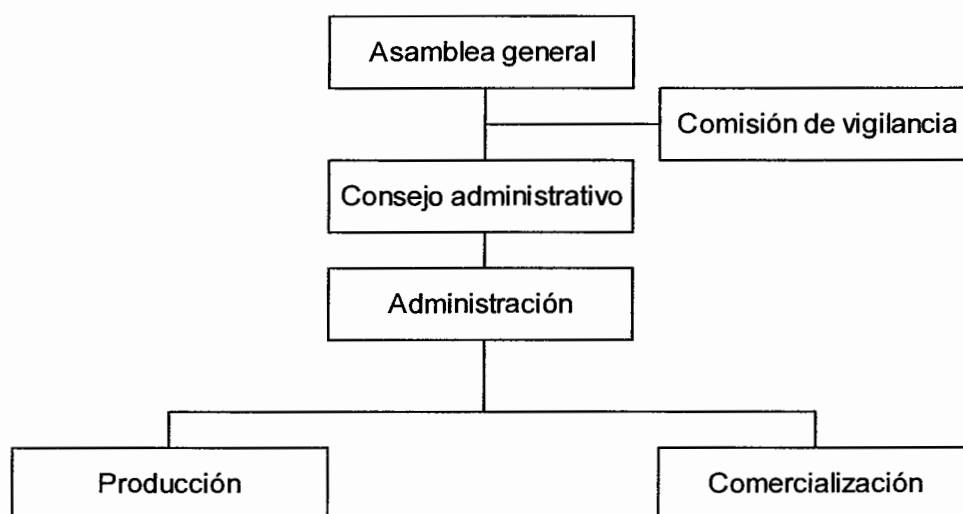 Asamblea general
Comisión de vigilancia
Consejo administrativo
Administración
Producción
Comercialización